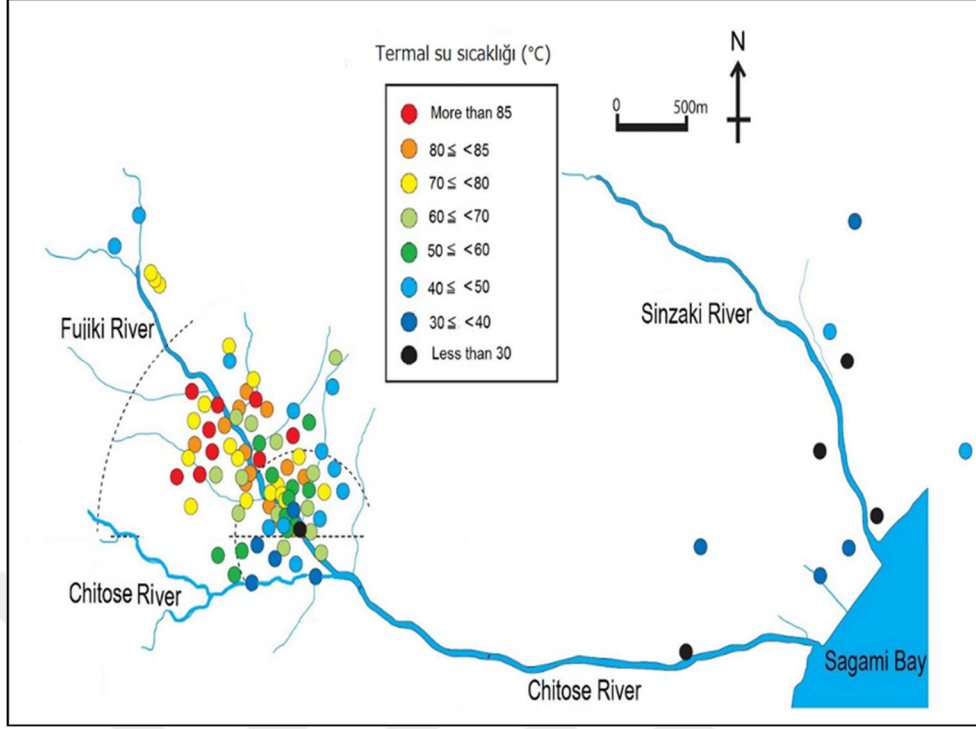 Termal su sıcaklığı (°C)
More than 85
80≦ <85
70≦ <80
60≦ <70
50≦ <60
40≦ <50
30≦ <40
Less than 30
0 500m
N
Fujiki River
Sinzaki River
Chitose River
Chitose River
Sagami Bay